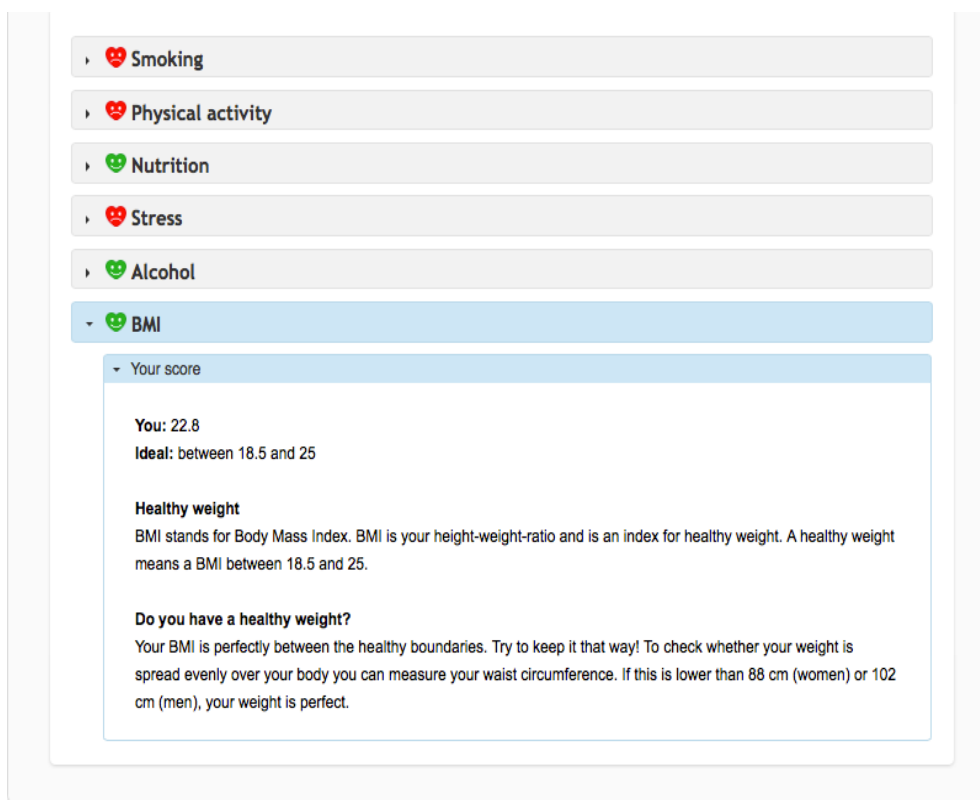 Smoking
Physical activity
Nutrition
Stress
Alcohol
BMI
Your score
You: 22.8
Ideal: between 18.5 and 25
Healthy weight
BMI stands for Body Mass Index. BMI is your height-weight-ratio and is an index for healthy weight. A healthy weight
means a BMI between 18.5 and 25.
Do you have a healthy weight?
Your BMI is perfectly between the healthy boundaries. Try to keep it that way! To check whether your weight is
spread evenly over your body you can measure your waist circumference. If this is lower than 88 cm (women) or 102
cm (men), your weight is perfect.